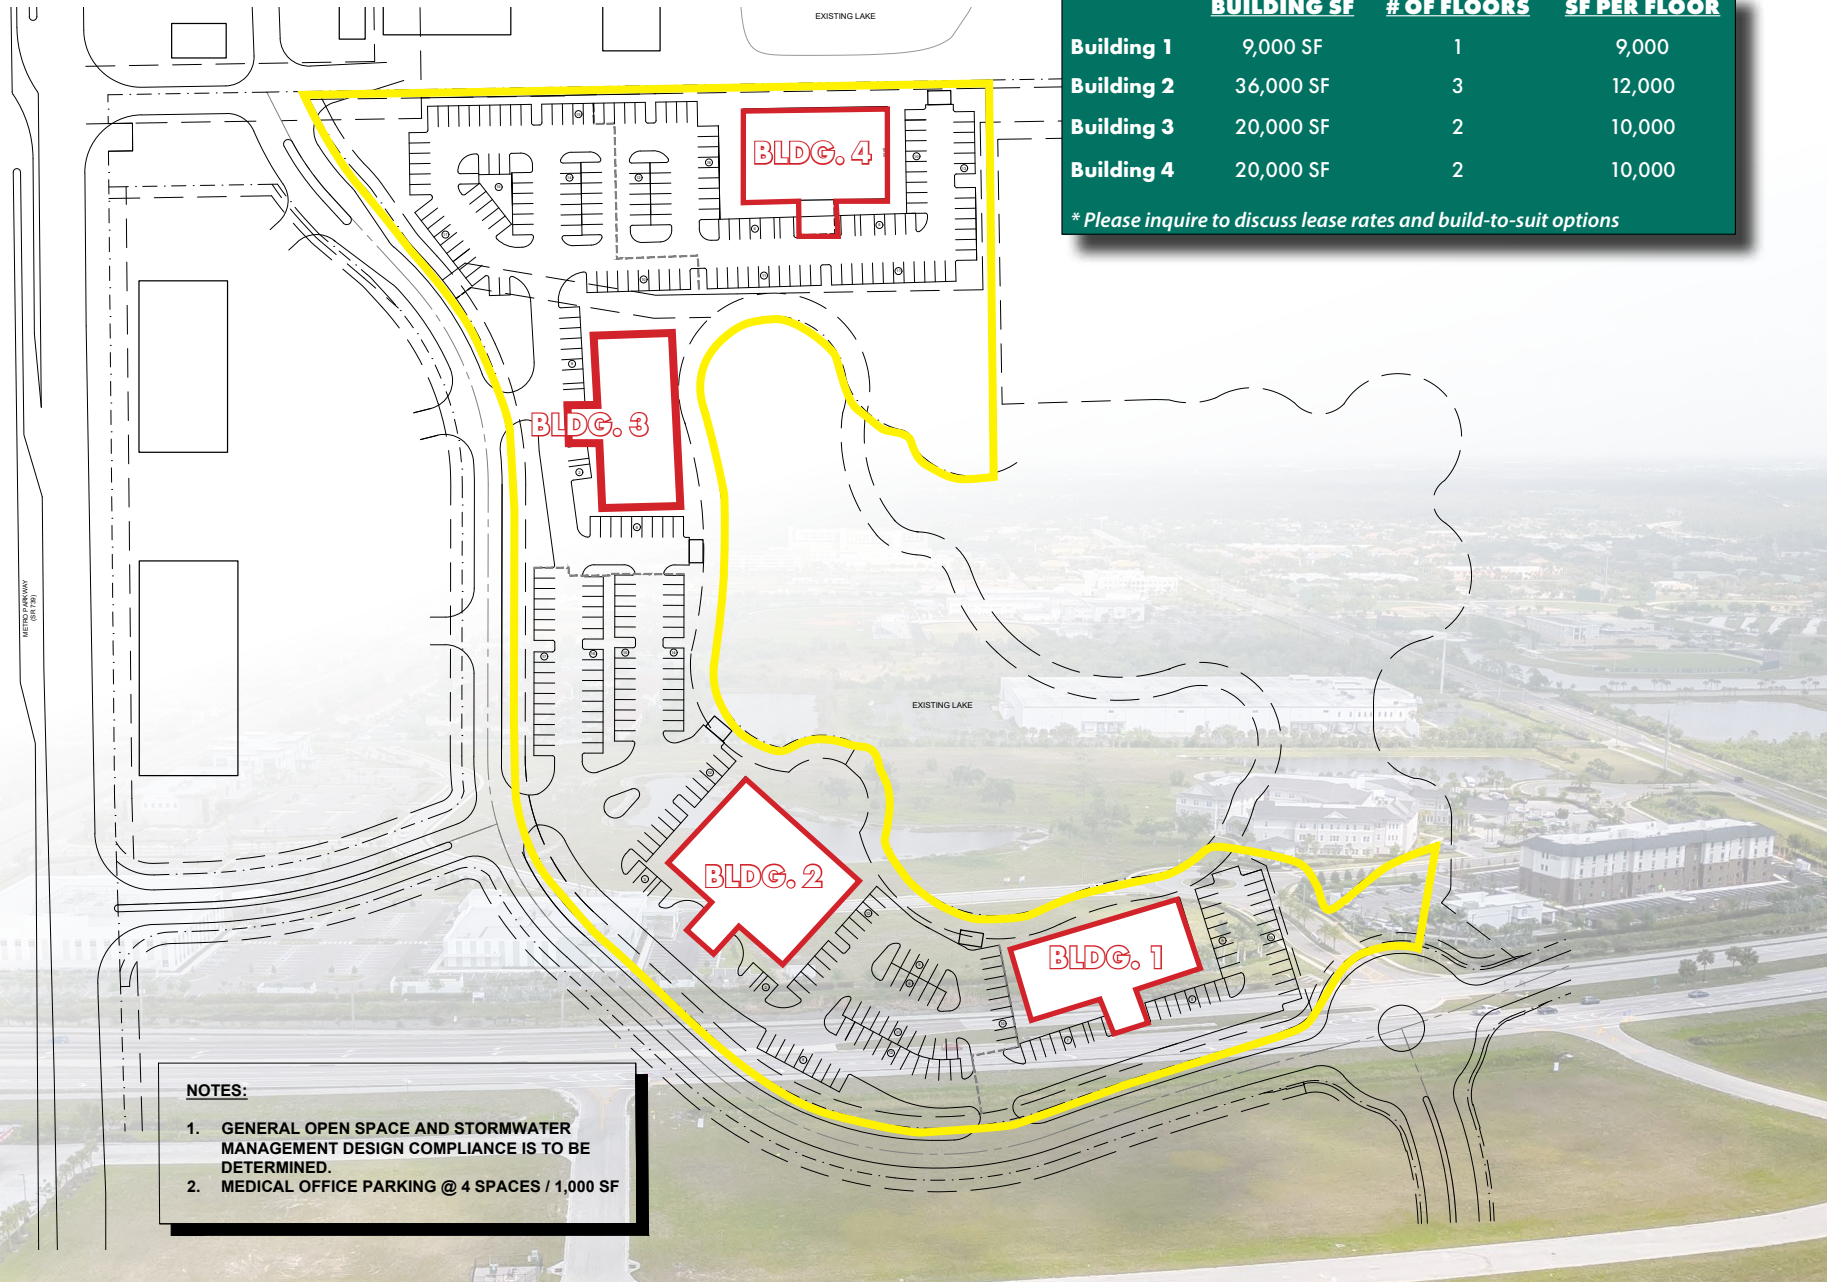 EXISTING LAKE
BUILDING SF # OF FLOORS SF PER FLOOR
Building 1 9,000 SF 1 9,000
Building 2 36,000 SF 3 12,000
Building 3 20,000 SF 2 10,000
Building 4 20,000 SF 2 10,000
* Please inquire to discuss lease rates and build-to-suit options
BLDG. 4
BLDG. 3
METRO PARKWAY
(SR 739)
EXISTING LAKE
BLDG. 2
BLDG. 1
NOTES:
1. GENERAL OPEN SPACE AND STORMWATER
MANAGEMENT DESIGN COMPLIANCE IS TO BE
DETERMINED.
2. MEDICAL OFFICE PARKING @ 4 SPACES / 1,000 SF